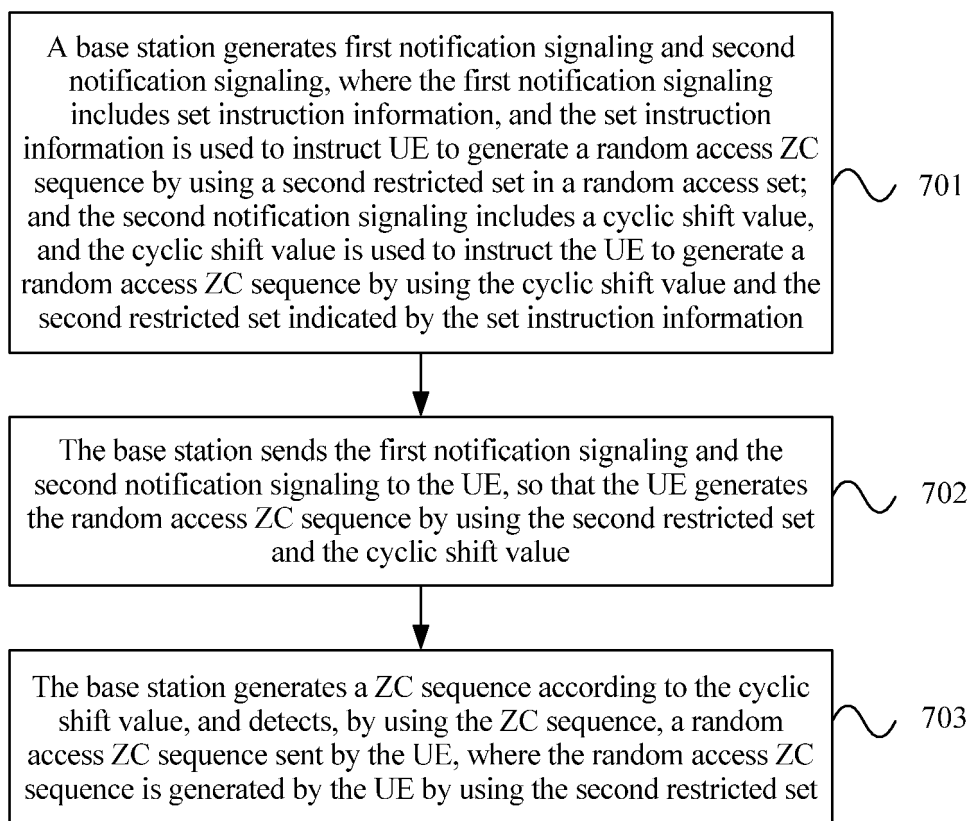 A base station generates first notification signaling and second
notification signaling, where the first notification signaling
includes set instruction information, and the set instruction
information is used to instruct UE to generate a random access ZC
sequence by using a second restricted set in a random access set;
and the second notification signaling includes a cyclic shift value,
and the cyclic shift value is used to instruct the UE to generate a
random access ZC sequence by using the cyclic shift value and the
second restricted set indicated by the set instruction information
701
The base station sends the first notification signaling and the
second notification signaling to the UE, so that the UE generates
the random access ZC sequence by using the second restricted set
and the cyclic shift value
702
The base station generates a ZC sequence according to the cyclic
shift value, and detects, by using the ZC sequence, a random
access ZC sequence sent by the UE, where the random access ZC
sequence is generated by the UE by using the second restricted set
703